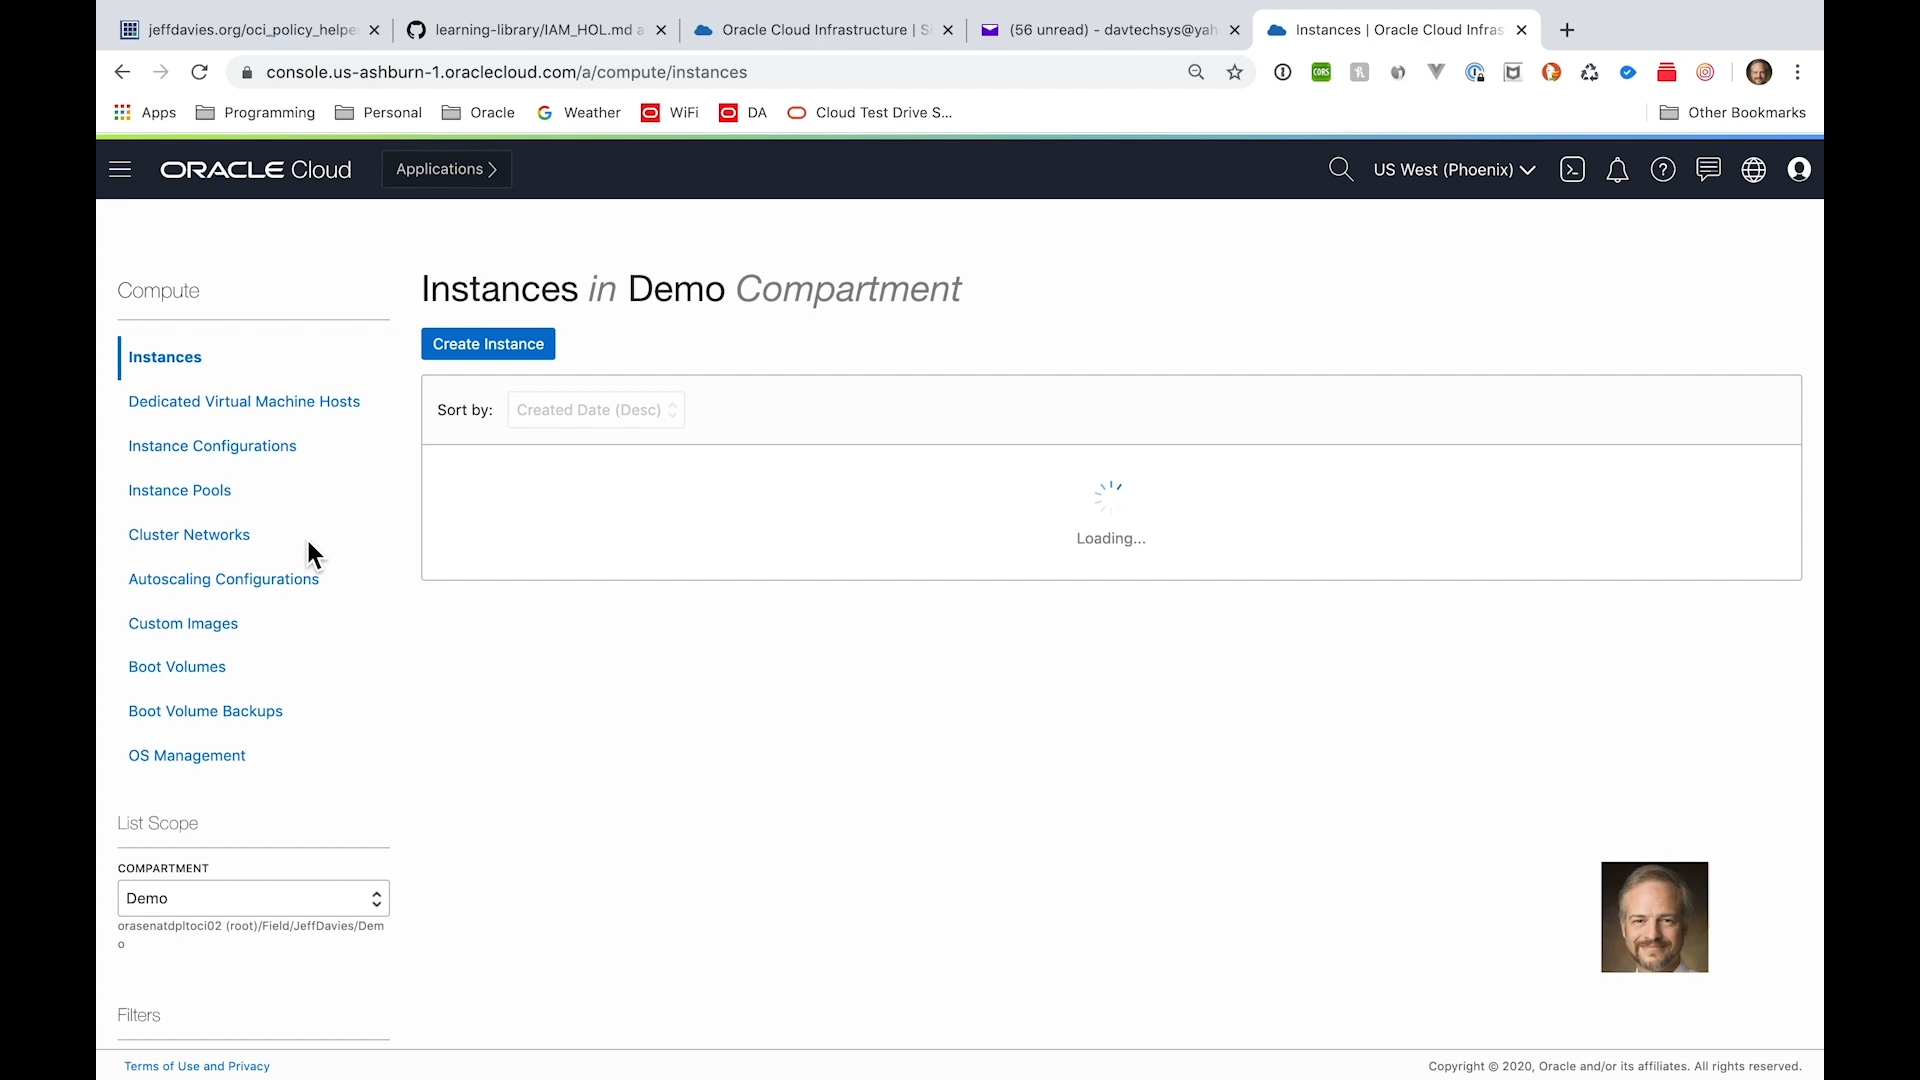 jeffdavies.org/oci_policy_helpe
learning-library/IAM_HOL.md a
Oracle Cloud Infrastructure | Si
(56 unread) - davtechsys@yah
Instances | Oracle Cloud Infras
console.us-ashburn-1.oraclecloud.com/a/compute/instances
CORS
Apps
Programming
Personal
Oracle
Weather
WiFi
DA
Cloud Test Drive S...
Other Bookmarks
ORACLE Cloud
Applications
US West (Phoenix)
Compute
Instances
Dedicated Virtual Machine Hosts
Instance Configurations
Instance Pools
Cluster Networks
Autoscaling Configurations
Custom Images
Boot Volumes
Boot Volume Backups
OS Management
List Scope
COMPARTMENT
Demo
orasenatdpltoci02 (root)/Field/JeffDavies/Dem
o
Filters
Instances in Demo Compartment
Create Instance
Sort by:
Created Date (Desc)
Loading...
Terms of Use and Privacy
Copyright © 2020, Oracle and/or its affiliates. All rights reserved.